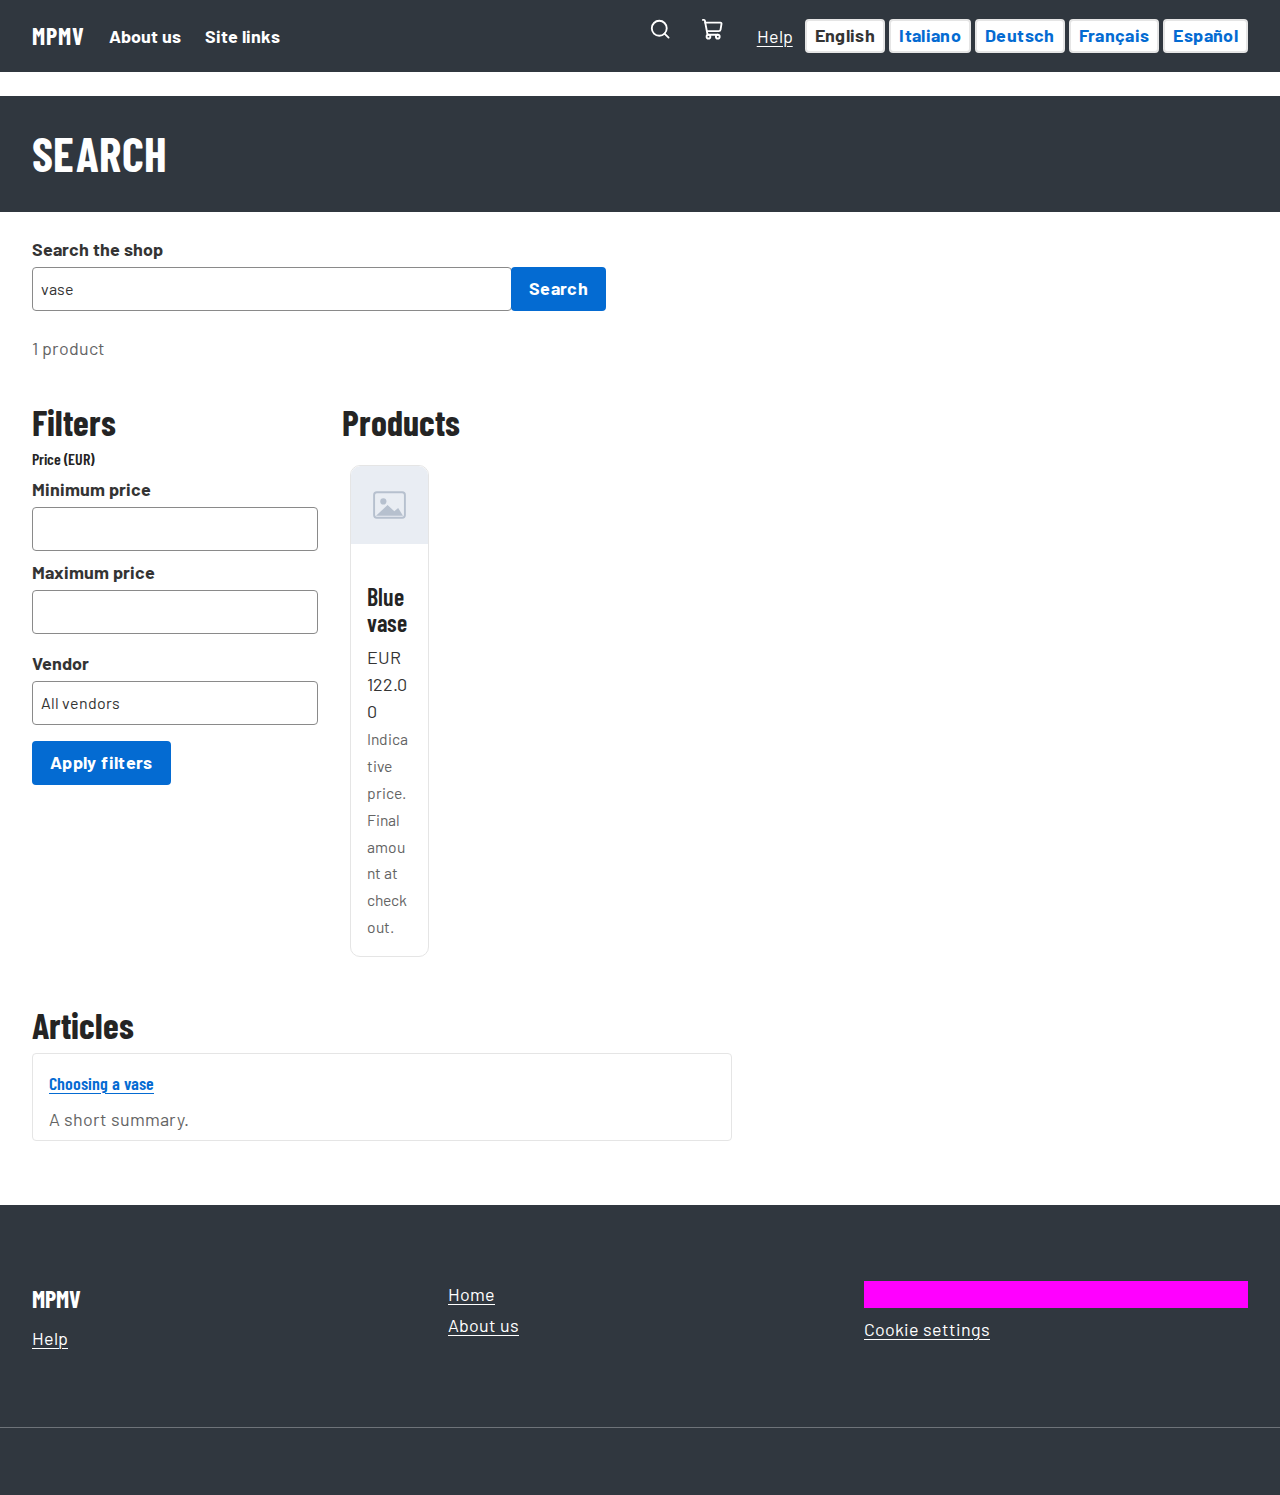 MPMV About us Site links Help English Italiano Deutsch Français Español
SEARCH
Search the shop
vase Search
1 product
Filters
Price (EUR)
Minimum price
Maximum price
Vendor
All vendors
Apply filters
Products
Blue
vase
EUR
122.0
0
Indica
tive
price.
Final
amou
nt at
check
out.
Articles
Choosing a vase
A short summary.
MPMV
Help
Home
About us
Cookie settings